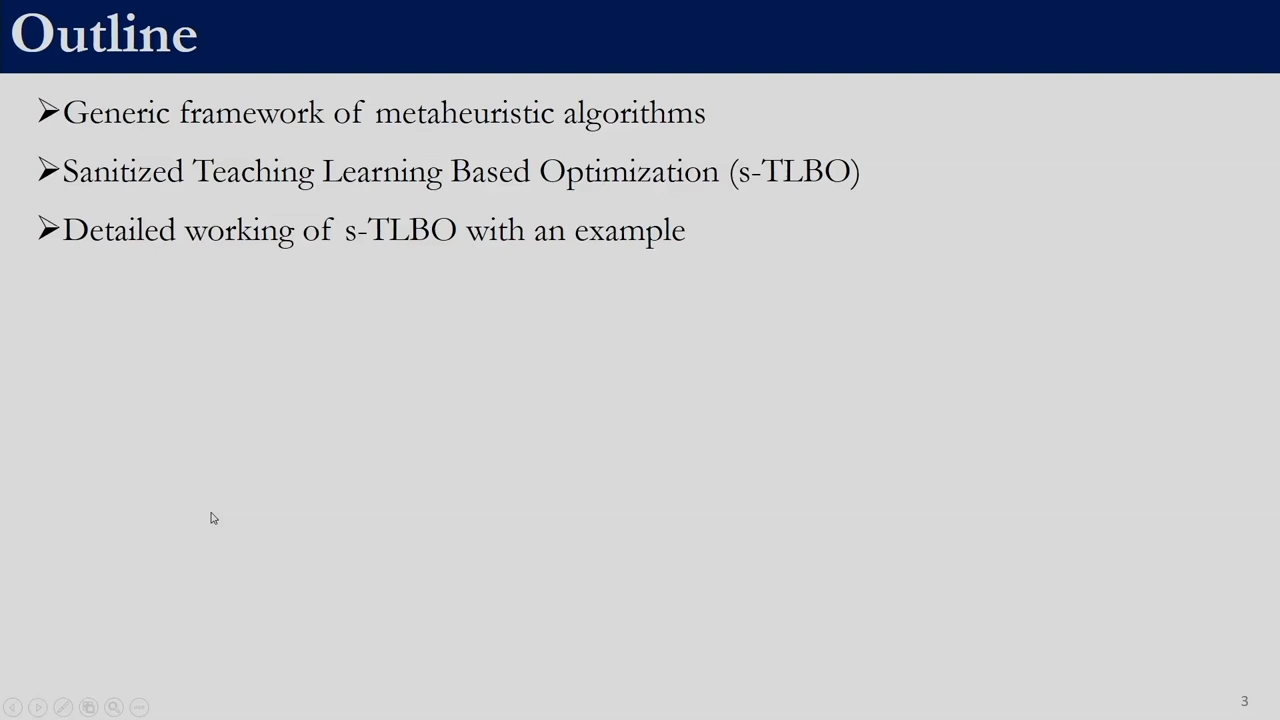 Outline
➢Generic framework of metaheuristic algorithms
➢Sanitized Teaching Learning Based Optimization (s-TLBO)
➢Detailed working of s-TLBO with an example
3